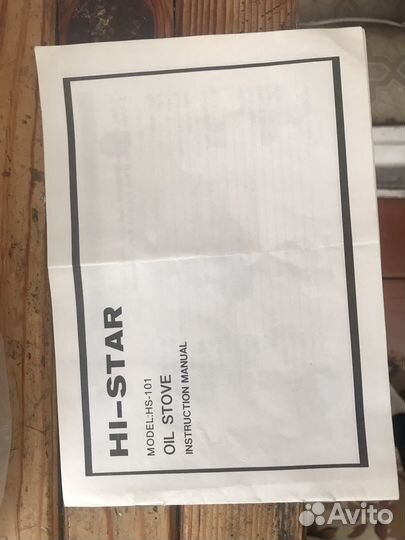 HI-STAR
MODEL:HS-101
OIL STOVE
INSTRUCTION MANUAL
Avito